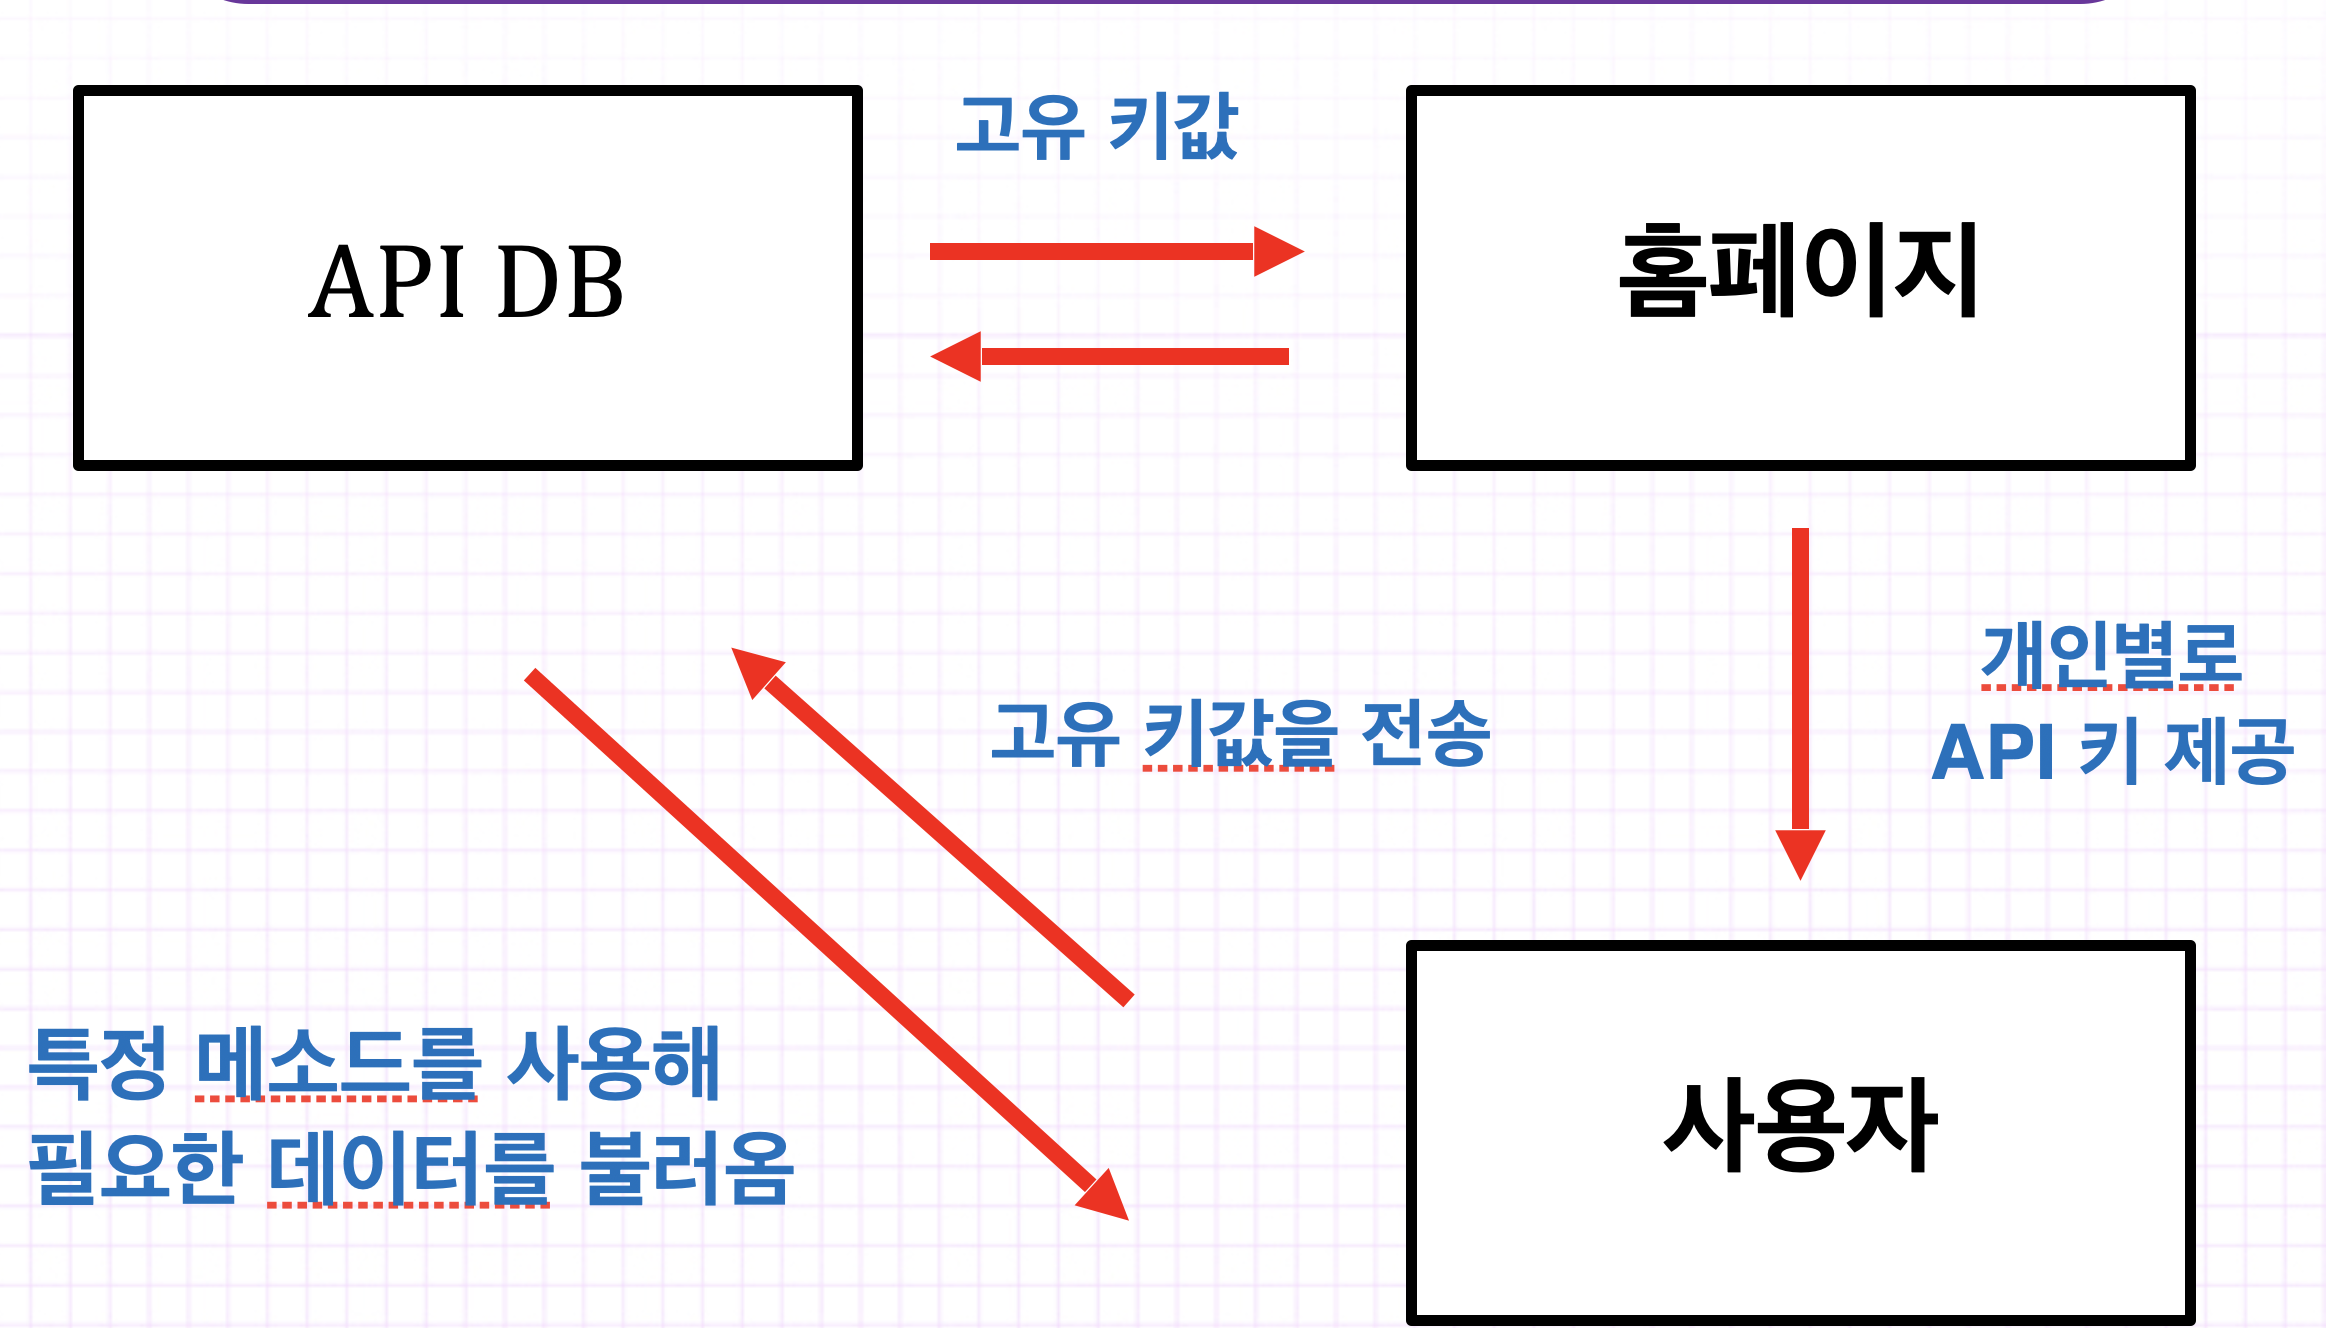 고유 키값
API DB
홈페이지
개인별로
API 키 제공
고유 키값을 전송
특정 메소드를 사용해
필요한 데이터를 불러옴
사용자